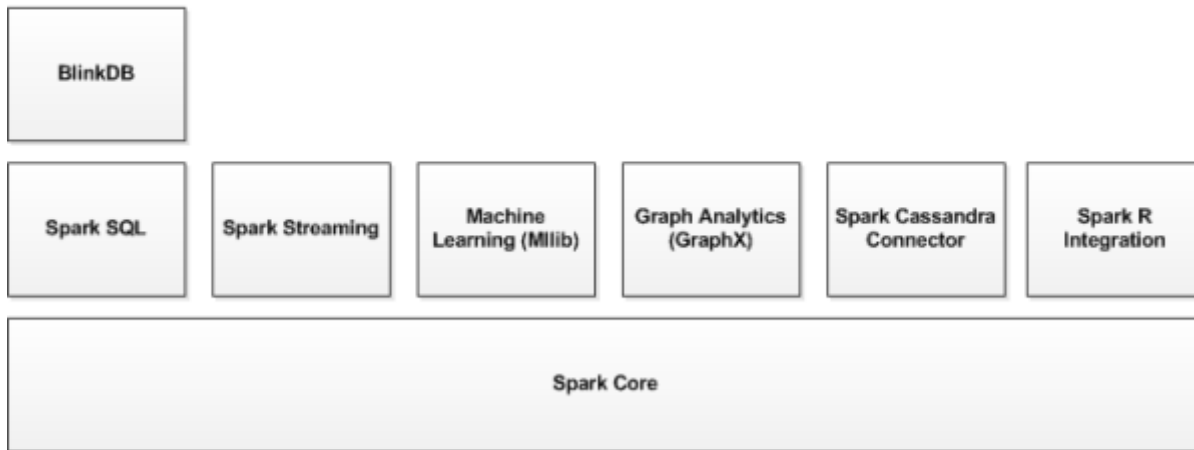 BlinkDB
Spark SQL
Spark Streaming
Machine
Learning (Mllib)
Graph Analytics
(GraphX)
Spark Cassandra
Connector
Spark R
Integration
Spark Core